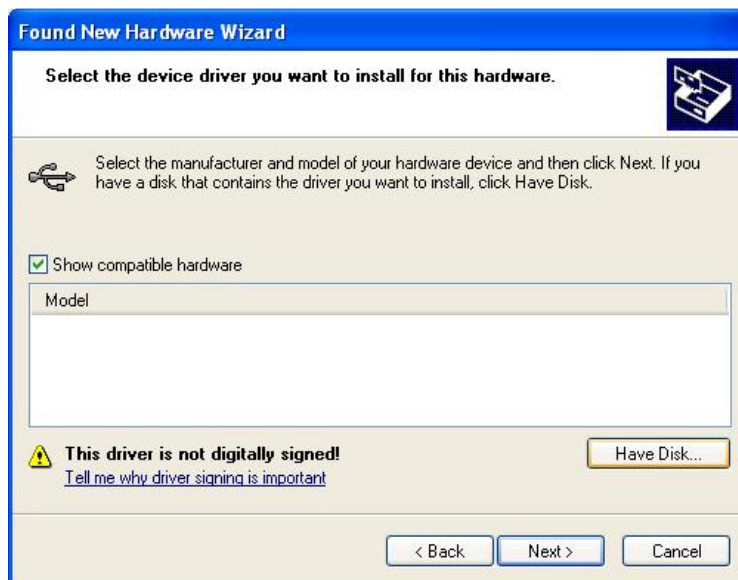 Found New Hardware Wizard
Select the device driver you want to install for this hardware.
Select the manufacturer and model of your hardware device and then click Next. If you
have a disk that contains the driver you want to install, click Have Disk.
Show compatible hardware
Model
This driver is not digitally signed!
Have Disk...
Tell me why driver signing is important
< Back
Next >
Cancel